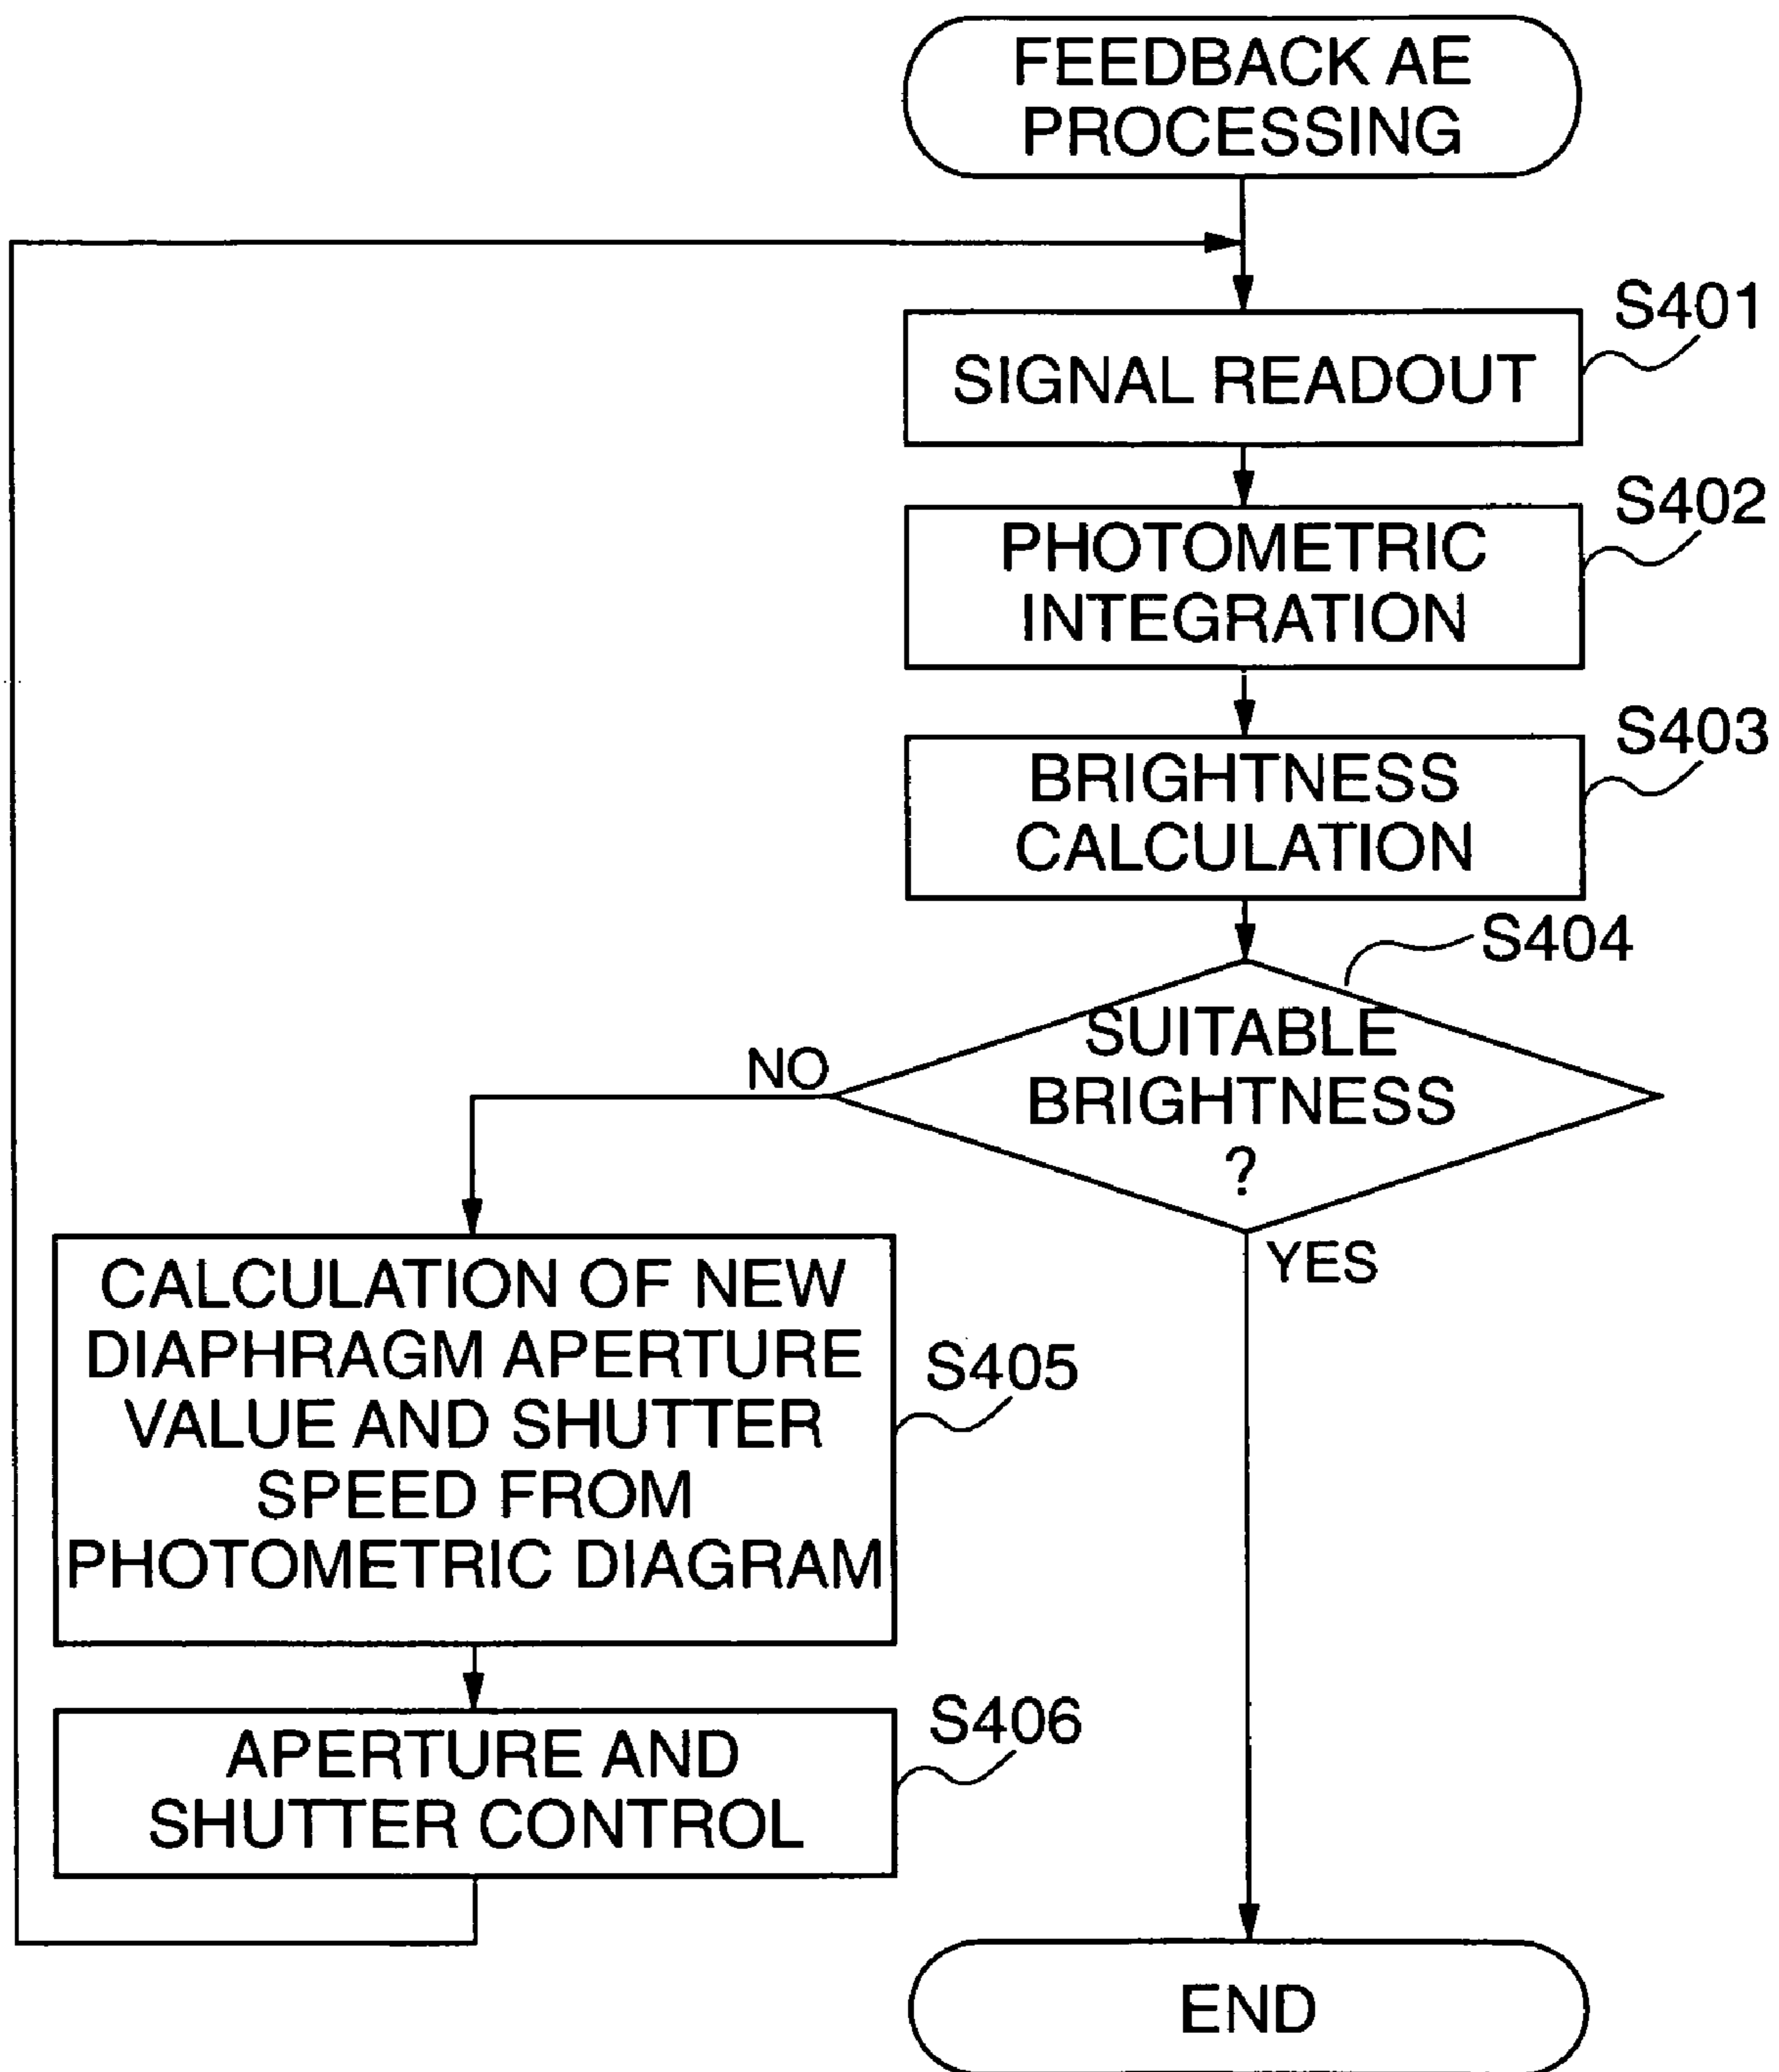 FEEDBACK AE
PROCESSING
S401
SIGNAL READOUT
S402
PHOTOMETRIC
INTEGRATION
S403
BRIGHTNESS
CALCULATION
S404
SUITABLE
BRIGHTNESS
?
NO
YES
CALCULATION OF NEW
DIAPHRAGM APERTURE
VALUE AND SHUTTER
SPEED FROM
PHOTOMETRIC DIAGRAM
S405
APERTURE AND
SHUTTER CONTROL
S406
END